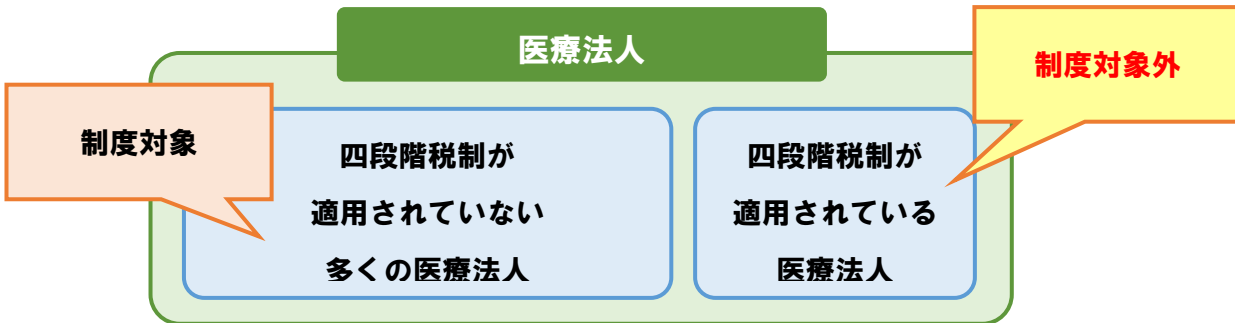 医療法人
制度対象外
制度対象
四段階税制が
適用されていない
多くの医療法人
四段階税制が
適用されている
医療法人